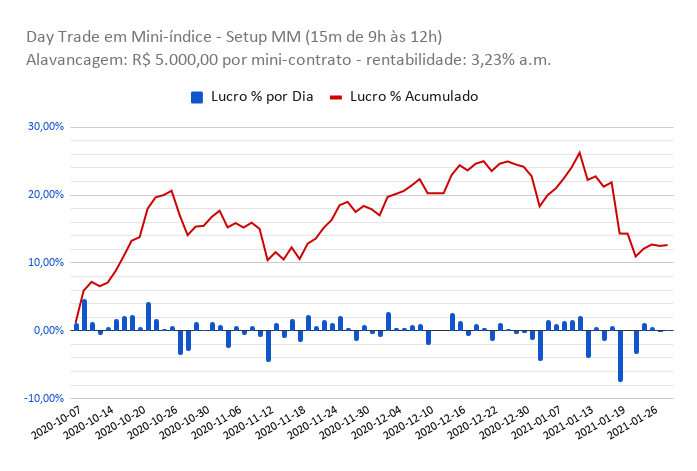 Day Trade em Mini-índice - Setup MM (15m de 9h às 12h)
Alavancagem: R$ 5.000,00 por mini-contrato - rentabilidade: 3,23% a.m.
Lucro % por Dia Lucro % Acumulado
30,00%
20,00%
10,00%
0,00%
-10,00%
2020-10-07 2020-10-14 2020-10-20 2020-10-26 2020-10-30 2020-11-06 2020-11-12 2020-11-18 2020-11-24 2020-11-30 2020-12-04 2020-12-10 2020-12-16 2020-12-22 2020-12-30 2021-01-07 2021-01-13 2021-01-19 2021-01-26